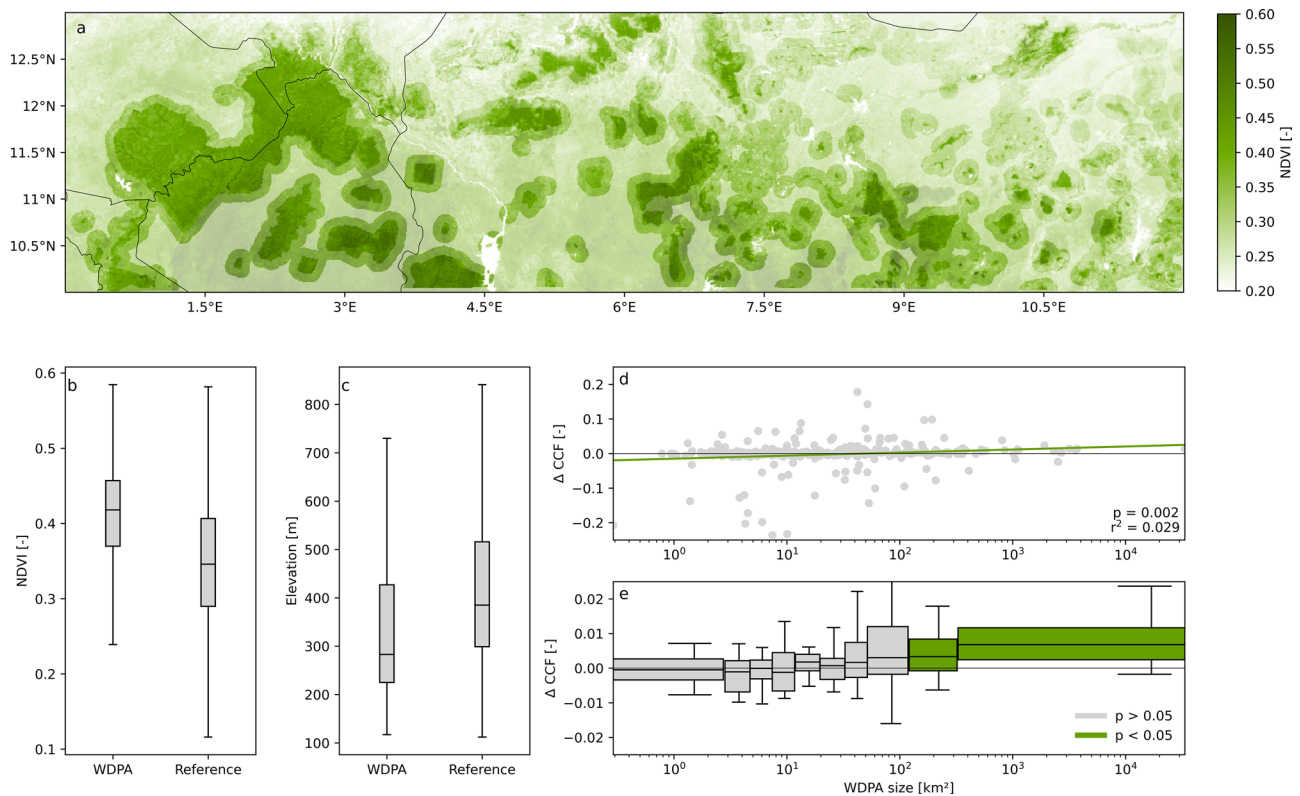 a
12.5°N
12°N
11.5°N
11°N
10.5°N
1.5°E
3°E
4.5°E
6°E
7.5°E
9°E
10.5°E
0.60
0.55
0.50
0.45
0.40
0.35
0.30
0.25
0.20
NDVI [-]
b
0.6
0.5
0.4
0.3
0.2
0.1
NDVI [-]
WDPA
Reference
c
800
700
600
500
400
300
200
100
Elevation [m]
WDPA
Reference
d
0.2
0.1
0.0
−0.1
−0.2
Δ CCF [-]
p = 0.002
r² = 0.029
10⁰
10¹
10²
10³
10⁴
e
0.02
0.01
0.00
−0.01
−0.02
Δ CCF [-]
p > 0.05
p < 0.05
10⁰
10¹
10²
10³
10⁴
WDPA size [km²]